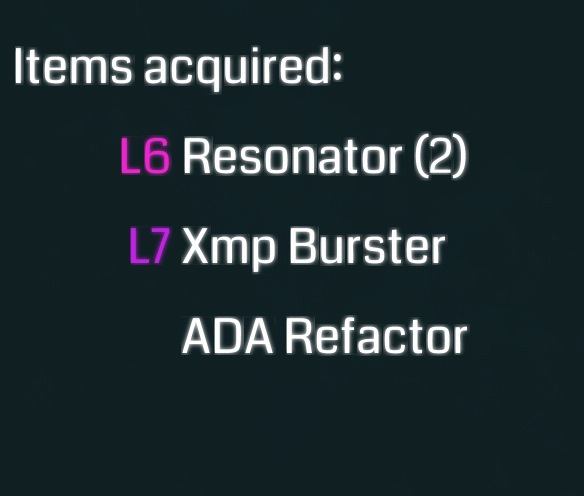 Items acquired:
L6 Resonator (2)
L7 Xmp Burster
ADA Refactor